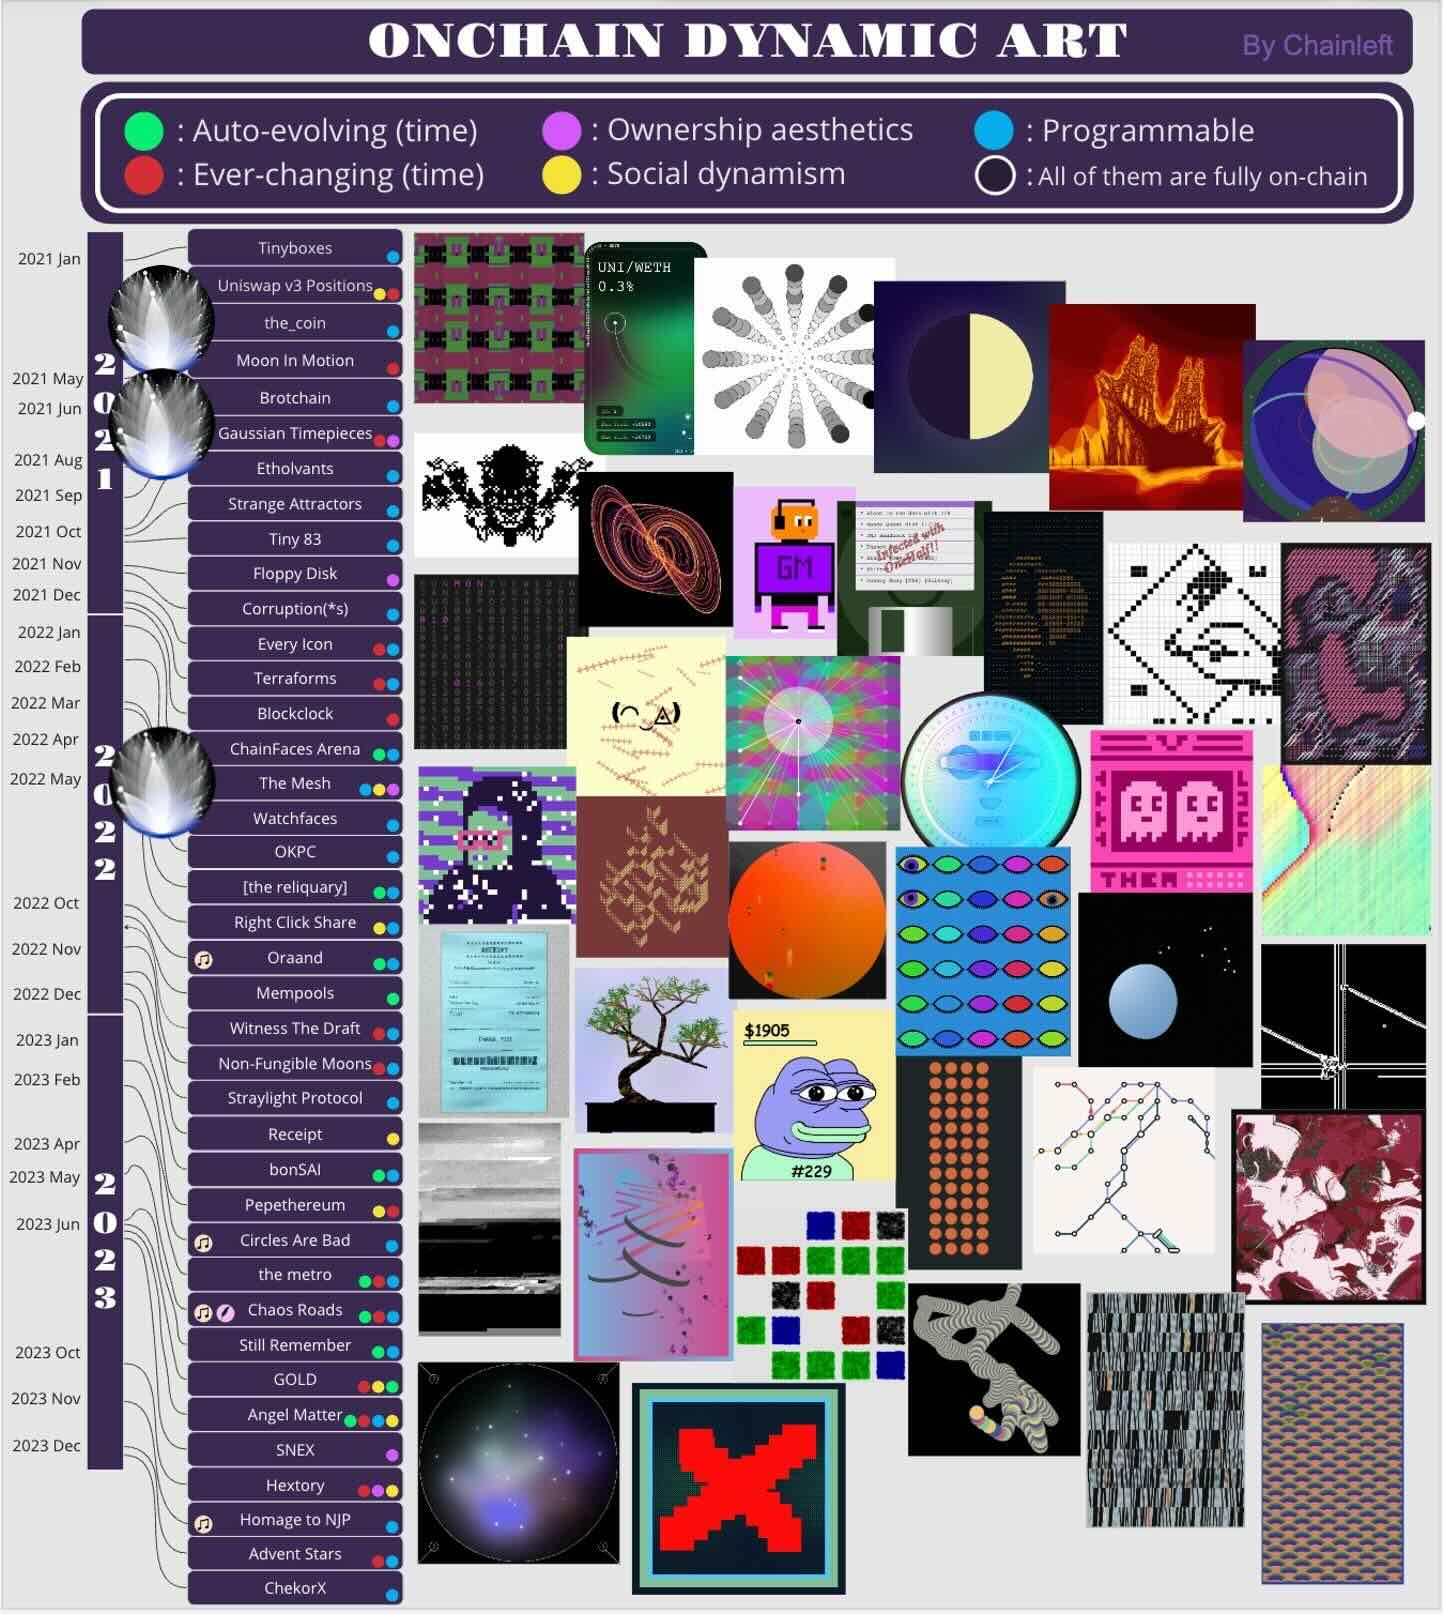 ONCHAIN DYNAMIC ART
By Chainleft
: Auto-evolving (time)
: Ownership aesthetics
: Programmable
: Ever-changing (time)
: Social dynamism
: All of them are fully on-chain
2021 Jan
2021 May
2021 Jun
2021 Aug
2021 Sep
2021 Oct
2021 Nov
2021 Dec
2022 Jan
2022 Feb
2022 Mar
2022 Apr
2022 May
2022 Oct
2022 Nov
2022 Dec
2023 Jan
2023 Feb
2023 Apr
2023 May
2023 Jun
2023 Oct
2023 Nov
2023 Dec
2021
2022
2023
Tinyboxes
Uniswap v3 Positions
the_coin
Moon In Motion
Brotchain
Gaussian Timepieces
Etholvants
Strange Attractors
Tiny 83
Floppy Disk
Corruption(*s)
Every Icon
Terraforms
Blockclock
ChainFaces Arena
The Mesh
Watchfaces
OKPC
[the reliquary]
Right Click Share
Oraand
Mempools
Witness The Draft
Non-Fungible Moons
Straylight Protocol
Receipt
bonSAI
Pepethereum
Circles Are Bad
the metro
Chaos Roads
Still Remember
GOLD
Angel Matter
SNEX
Hextory
Homage to NJP
Advent Stars
ChekorX
UNI/WETH
0.3%
GM
Infected with
OneHalf!!
THEM
RECEIPT
THANK YOU
$1905
#229